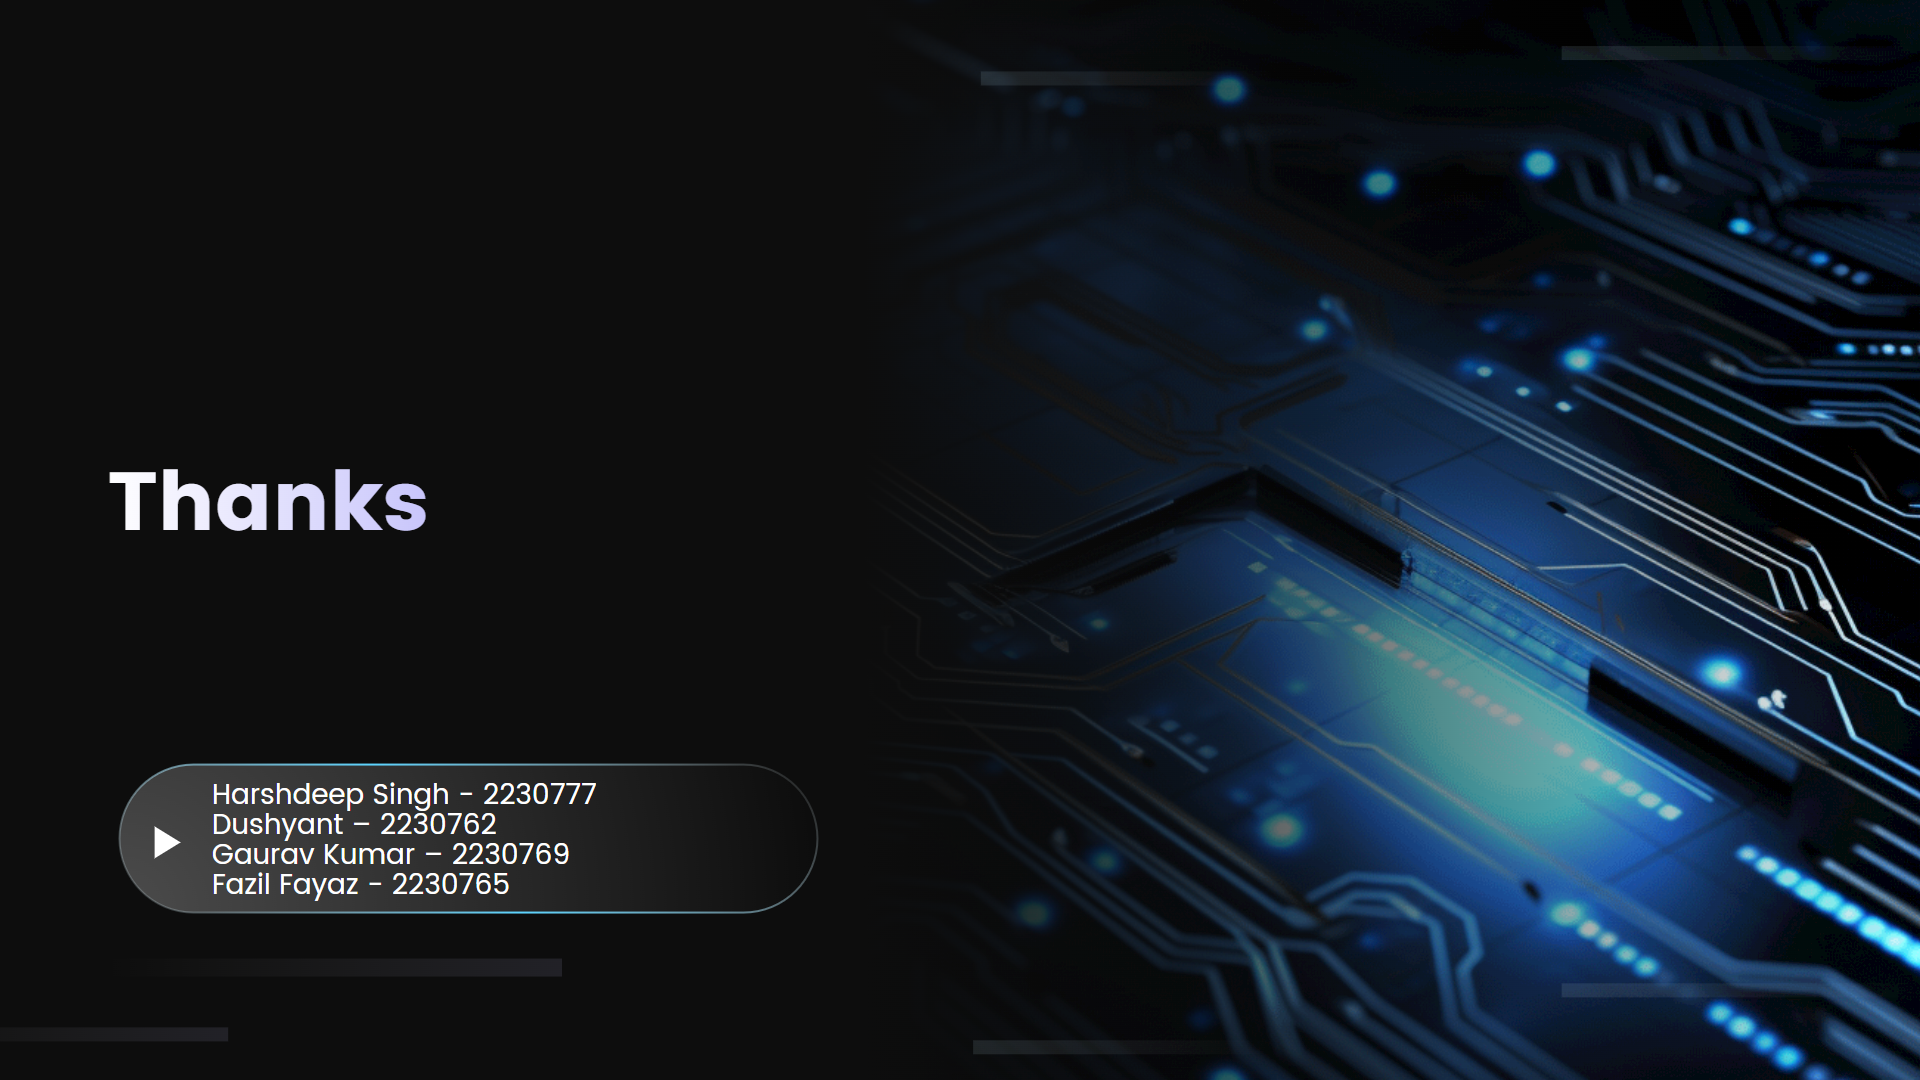 Thanks
Harshdeep Singh - 2230777
Dushyant – 2230762
Gaurav Kumar – 2230769
Fazil Fayaz - 2230765